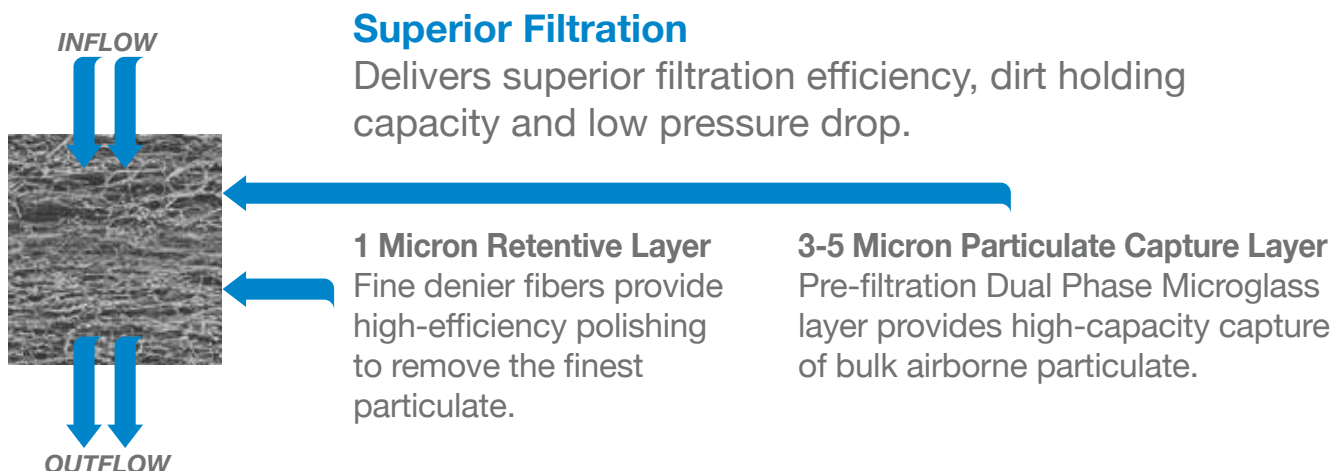 INFLOW
Superior Filtration
Delivers superior filtration efficiency, dirt holding
capacity and low pressure drop.
1 Micron Retentive Layer
Fine denier fibers provide
high-efficiency polishing
to remove the finest
particulate.
3-5 Micron Particulate Capture Layer
Pre-filtration Dual Phase Microglass
layer provides high-capacity capture
of bulk airborne particulate.
OUTFLOW